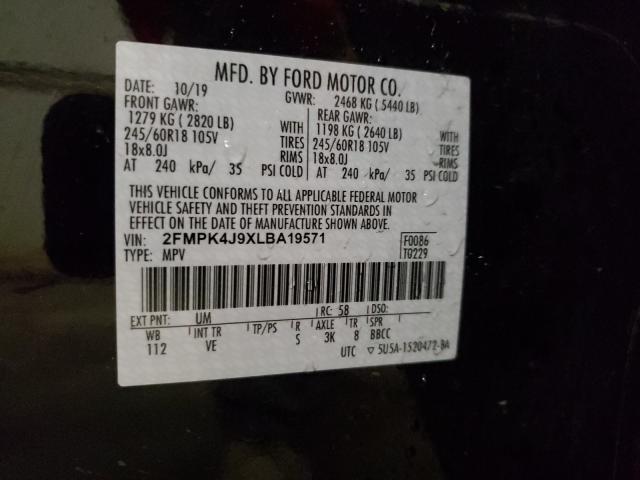 MFD. BY FORD MOTOR CO.
DATE: 10/19 GVWR: 2468 KG ( 5440 LB)
FRONT GAWR: REAR GAWR:
1279 KG ( 2820 LB) WITH 1198 KG ( 2640 LB) WITH
245/60R18 105V TIRES 245/60R18 105V TIRES
18x8.0J RIMS 18x8.0J RIMS
AT 240 kPa/ 35 PSI COLD AT 240 kPa/ 35 PSI COLD
THIS VEHICLE CONFORMS TO ALL APPLICABLE FEDERAL MOTOR
VEHICLE SAFETY AND THEFT PREVENTION STANDARDS IN
EFFECT ON THE DATE OF MANUFACTURE SHOWN ABOVE.
VIN: 2FMPK4J9XLBA19571 F0086
TYPE: MPV T0229
EXT PNT: UM RC: 58 DSO:
WB INT TR TP/PS R AXLE TR SPR
112 VE S 3K 8 BBCC
UTC ▽ 5U5A-1520472-BA